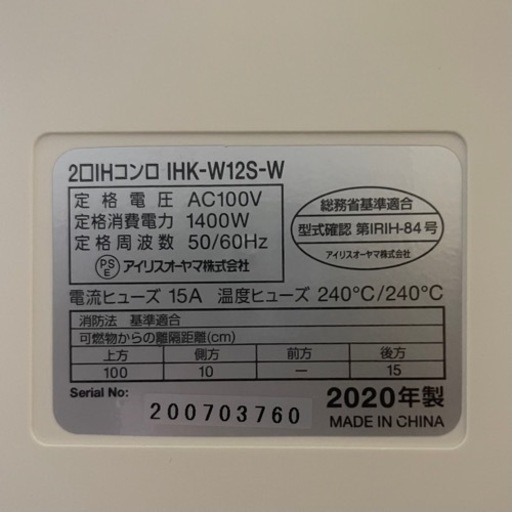 2口IHコンロ IHK-W12S-W
定格電圧 AC100V
定格消費電力 1400W
定格周波数 50/60Hz
PSE アイリスオーヤマ株式会社
総務省基準適合
型式確認 第IRIH-84号
アイリスオーヤマ株式会社
電流ヒューズ 15A 温度ヒューズ 240℃/240℃
消防法 基準適合
可燃物からの離隔距離(cm)
上方 側方 前方 後方
100 10 － 15
Serial No: 200703760
2020年製
MADE IN CHINA